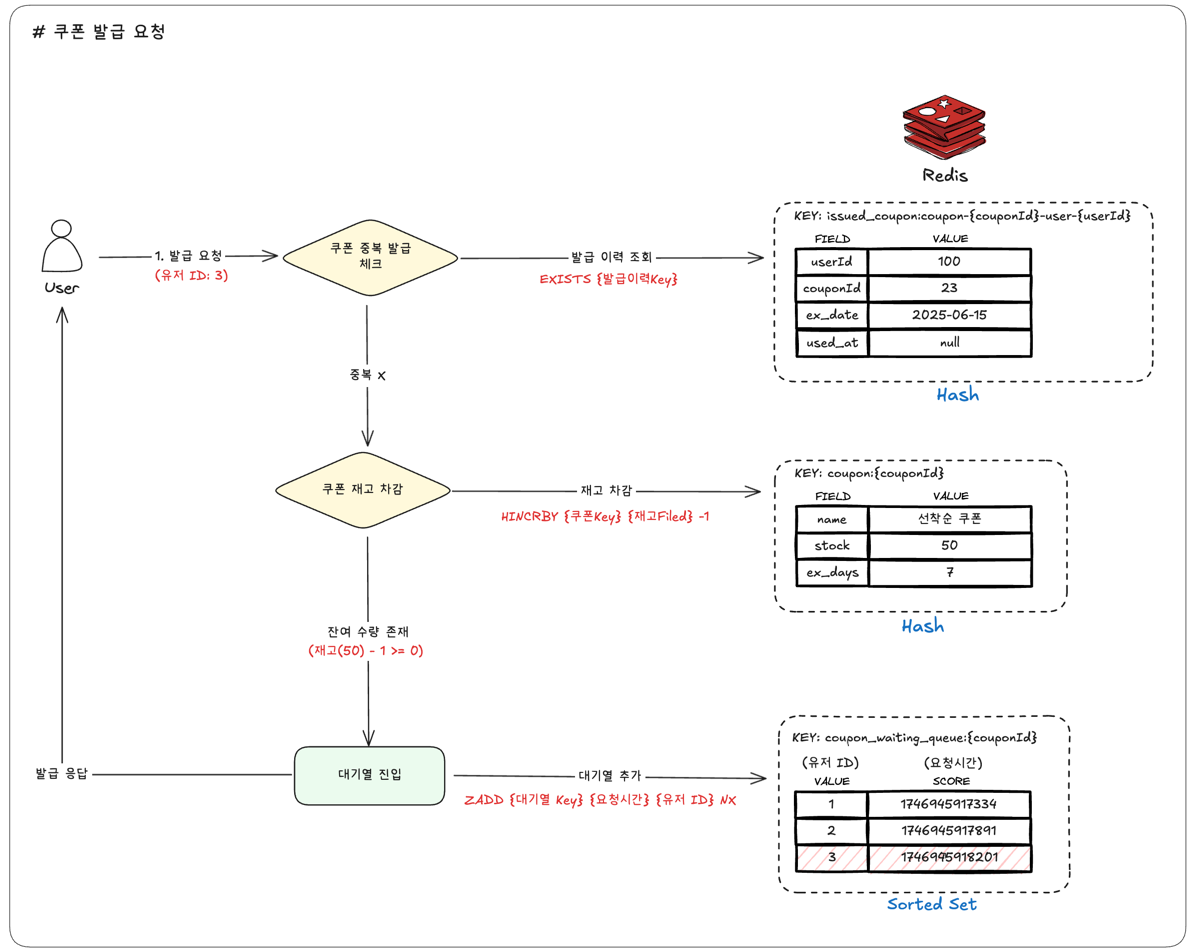 # 쿠폰 발급 요청
Redis
User
1. 발급 요청
(유저 ID: 3)
쿠폰 중복 발급
체크
발급 이력 조회
EXISTS {발급이력Key}
KEY: issued_coupon:coupon-{couponId}-user-{userId}
FIELD VALUE
userId 100
couponId 23
ex_date 2025-06-15
used_at null
Hash
중복 X
쿠폰 재고 차감
재고 차감
HINCRBY {쿠폰Key} {재고Filed} -1
KEY: coupon:{couponId}
FIELD VALUE
name 선착순 쿠폰
stock 50
ex_days 7
Hash
잔여 수량 존재
(재고(50) - 1 >= 0)
대기열 진입
발급 응답
대기열 추가
ZADD {대기열 Key} {요청시간} {유저 ID} NX
KEY: coupon_waiting_queue:{couponId}
(유저 ID) (요청시간)
VALUE SCORE
1 1746945917334
2 1746945917891
3 1746945918201
Sorted Set